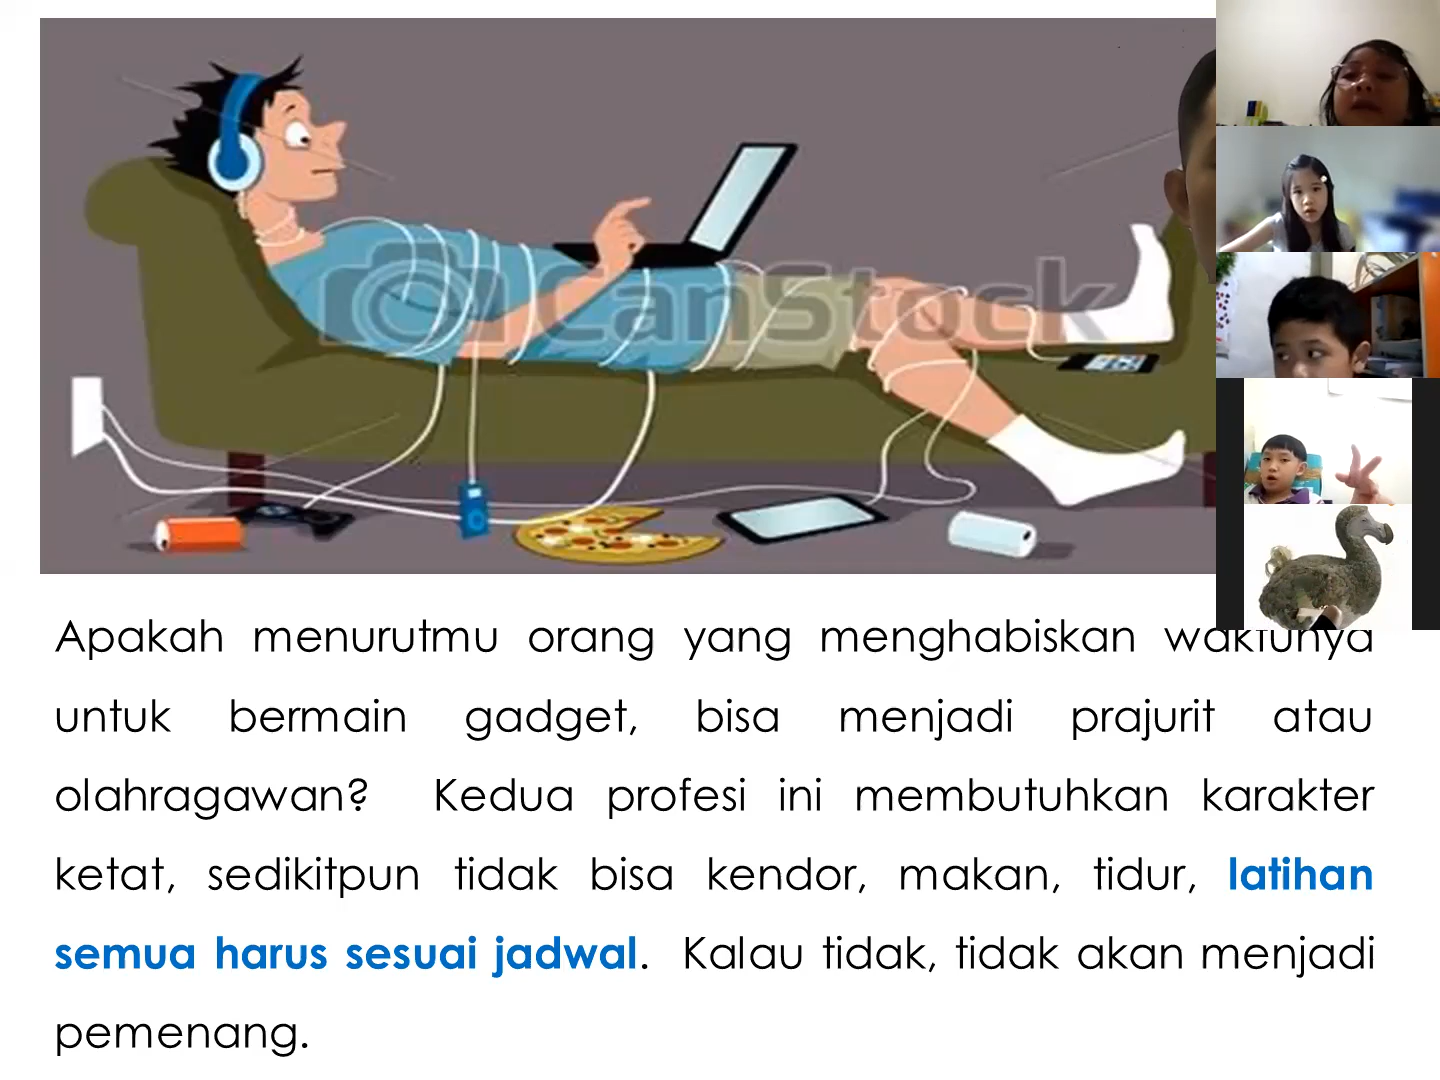 CanStock
Apakah menurutmu orang yang menghabiskan waktunya
untuk bermain gadget, bisa menjadi prajurit atau
olahragawan? Kedua profesi ini membutuhkan karakter
ketat, sedikitpun tidak bisa kendor, makan, tidur, latihan
semua harus sesuai jadwal. Kalau tidak, tidak akan menjadi
pemenang.